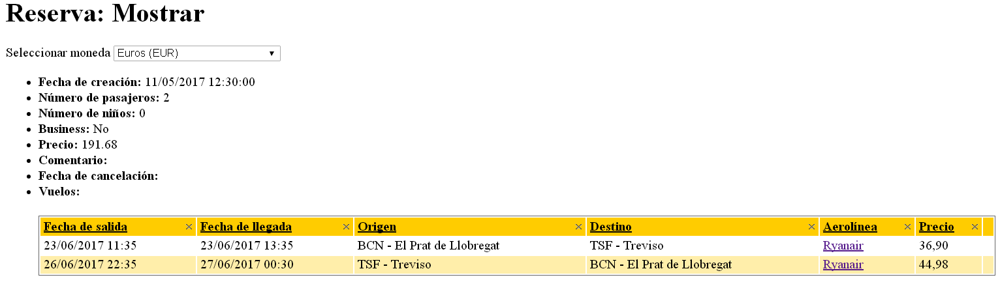 Reserva: Mostrar
Seleccionar moneda Euros (EUR)
Fecha de creación: 11/05/2017 12:30:00
Número de pasajeros: 2
Número de niños: 0
Business: No
Precio: 191.68
Comentario:
Fecha de cancelación:
Vuelos:
Fecha de salida Fecha de llegada Origen Destino Aerolínea Precio
23/06/2017 11:35 23/06/2017 13:35 BCN - El Prat de Llobregat TSF - Treviso Ryanair 36,90
26/06/2017 22:35 27/06/2017 00:30 TSF - Treviso BCN - El Prat de Llobregat Ryanair 44,98